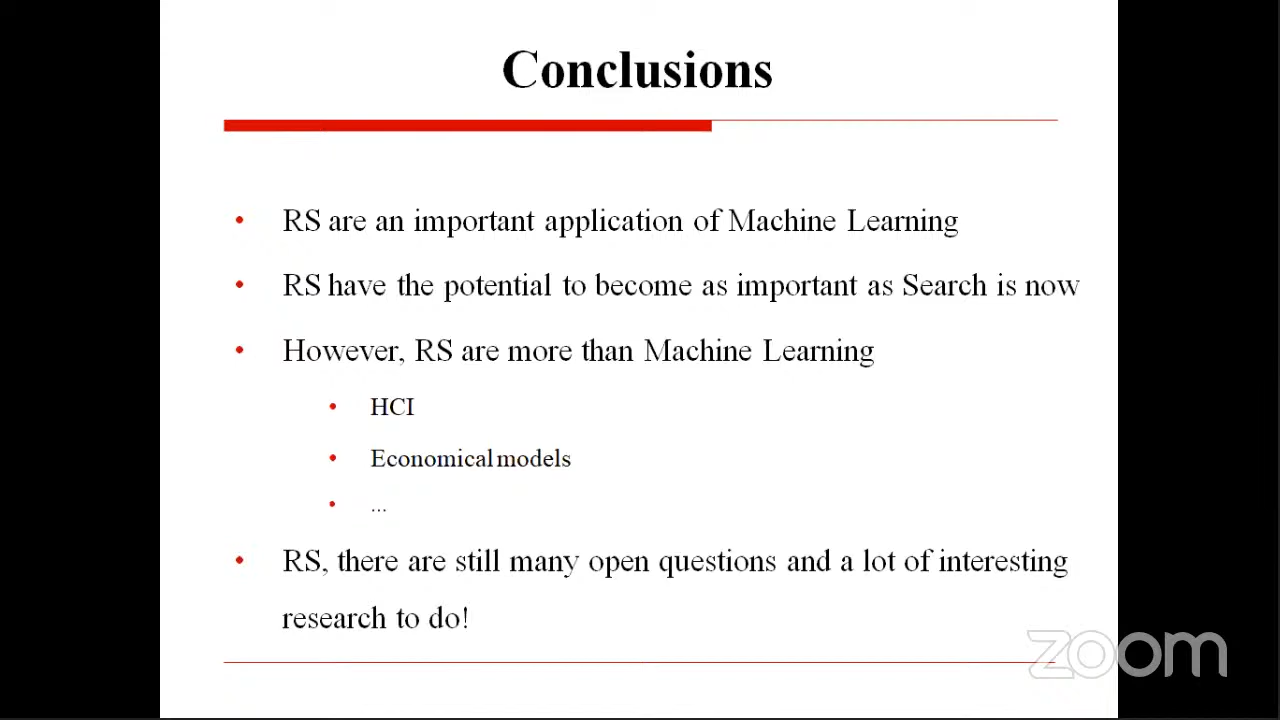 Conclusions
• RS are an important application of Machine Learning
• RS have the potential to become as important as Search is now
• However, RS are more than Machine Learning
• HCI
• Economical models
• ...
• RS, there are still many open questions and a lot of interesting
research to do!
zoom